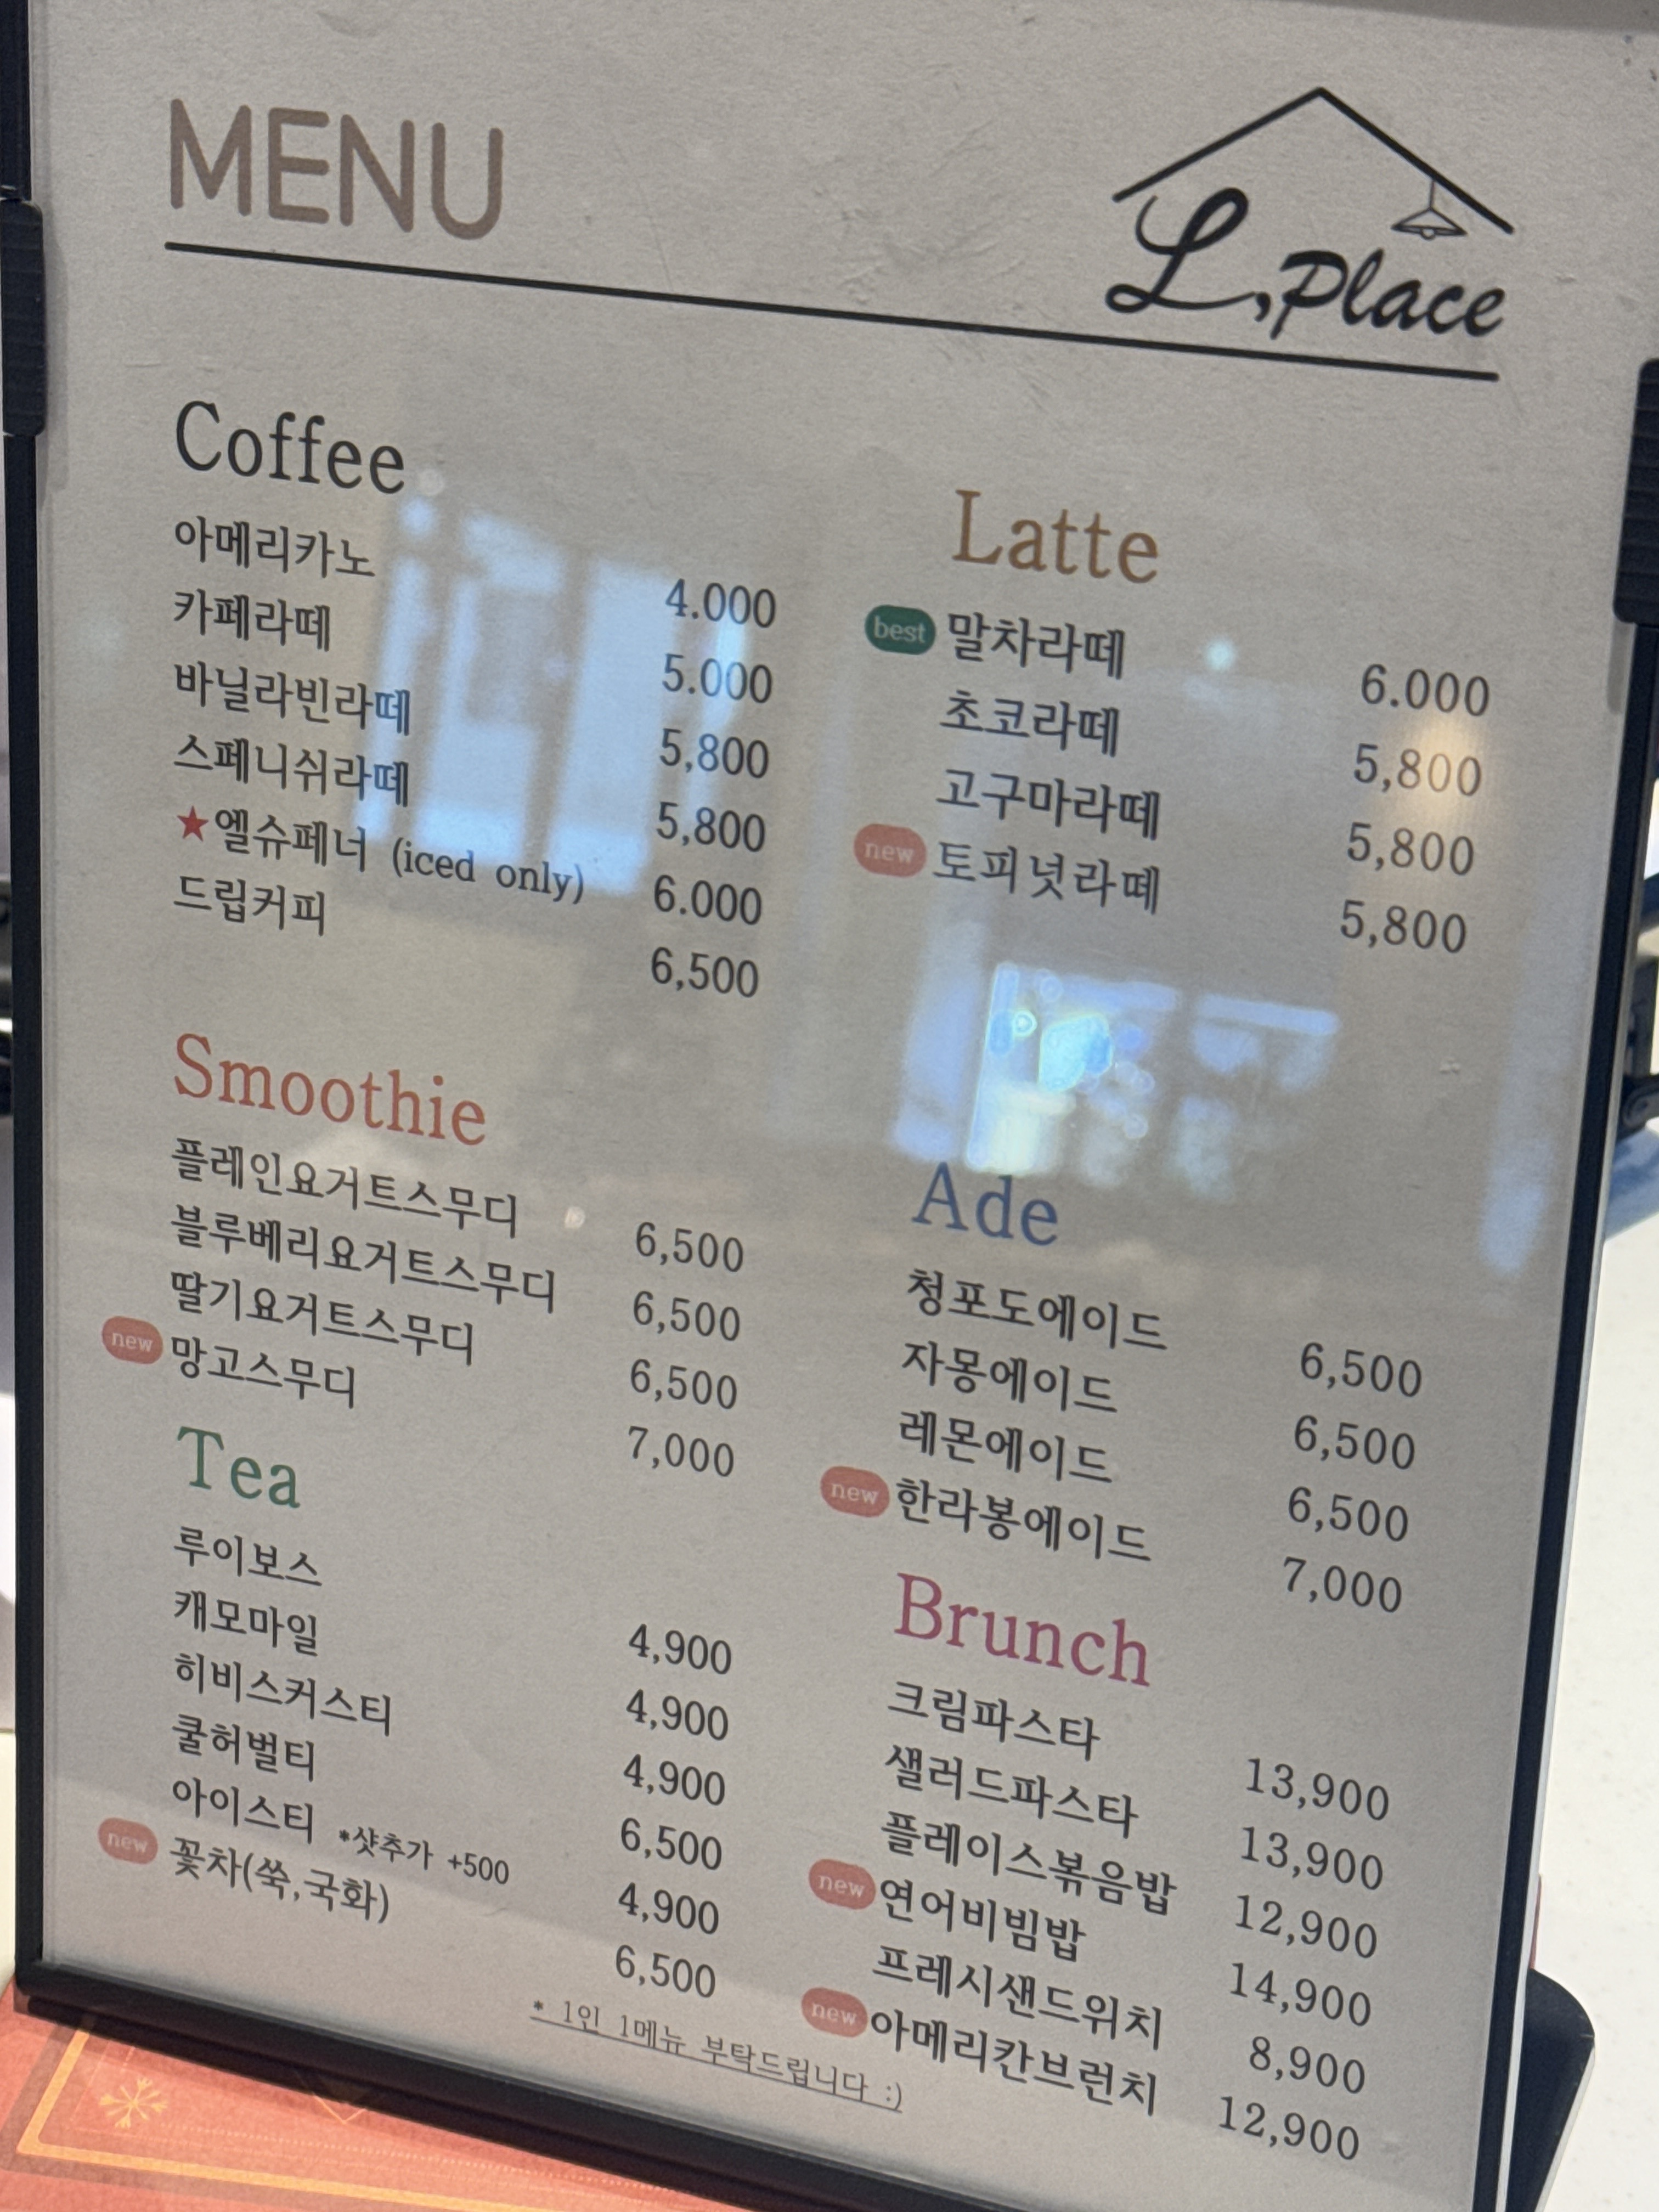 MENU
L, Place
Coffee
아메리카노 4.000
카페라떼 5.000
바닐라빈라떼 5,800
스페니쉬라떼 5,800
★엘슈페너 (iced only) 6.000
드립커피 6,500
Latte
best 말차라떼 6.000
초코라떼 5,800
고구마라떼 5,800
new 토피넛라떼 5,800
Smoothie
플레인요거트스무디 6,500
블루베리요거트스무디 6,500
딸기요거트스무디 6,500
new 망고스무디 7,000
Ade
청포도에이드 6,500
자몽에이드 6,500
레몬에이드 6,500
new 한라봉에이드 7,000
Tea
루이보스 4,900
캐모마일 4,900
히비스커스티 4,900
쿨허벌티 6,500
아이스티 *샷추가 +500 4,900
new 꽃차(쑥,국화) 6,500
Brunch
크림파스타 13,900
샐러드파스타 13,900
플레이스볶음밥 12,900
new 연어비빔밥 14,900
프레시샌드위치 8,900
new 아메리칸브런치 12,900
* 1인 1메뉴 부탁드립니다 :)